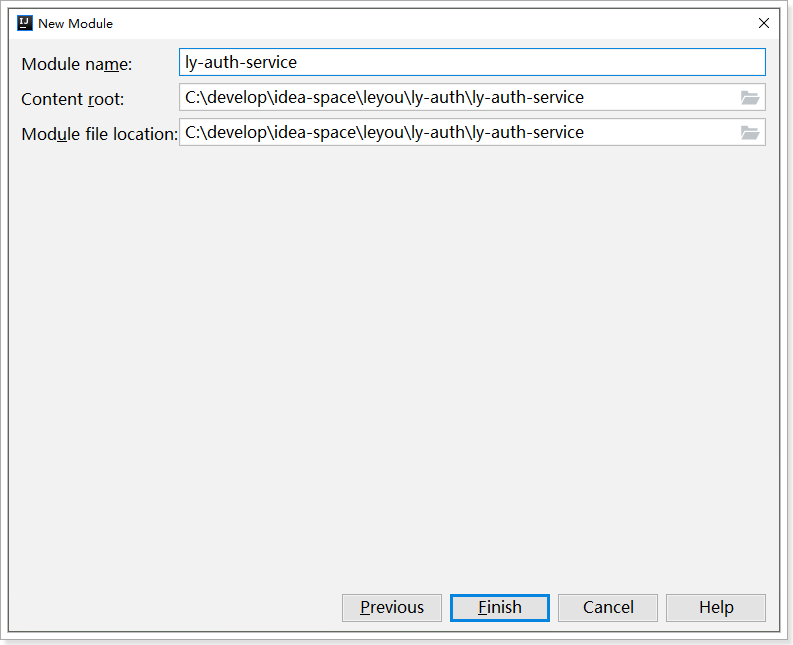 New Module
Module name: ly-auth-service
Content root: C:\develop\idea-space\leyou\ly-auth\ly-auth-service
Module file location: C:\develop\idea-space\leyou\ly-auth\ly-auth-service
Previous Finish Cancel Help